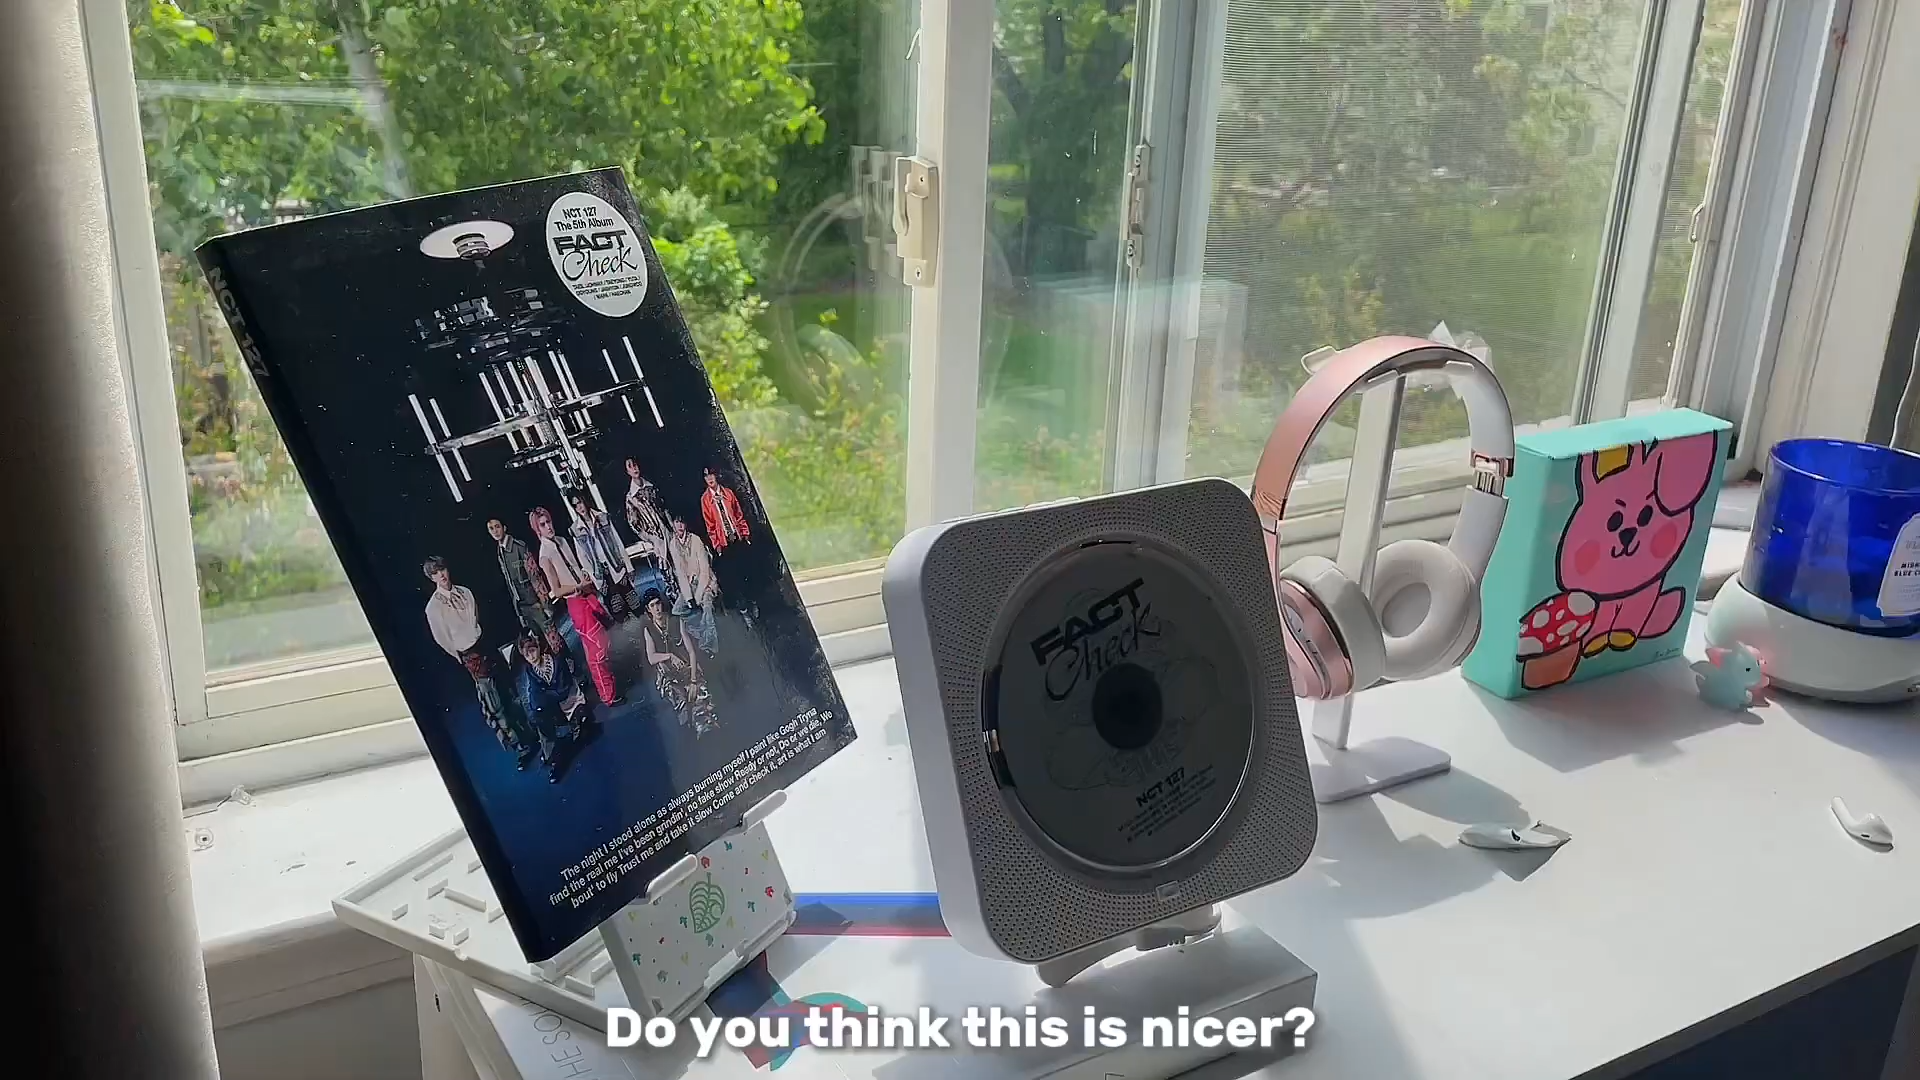 NCT 127
The 5th Album
FACT
Check
NCT 127
The night I stood alone as always burning myself I paint like Gogh Tryna
find the real me I've been grindin', no fake show Ready or not, Do or we die, We
bout' to fly Trust me and take it slow Come and check it, art is what I am
FACT
Check
NCT 127
Do you think this is nicer?